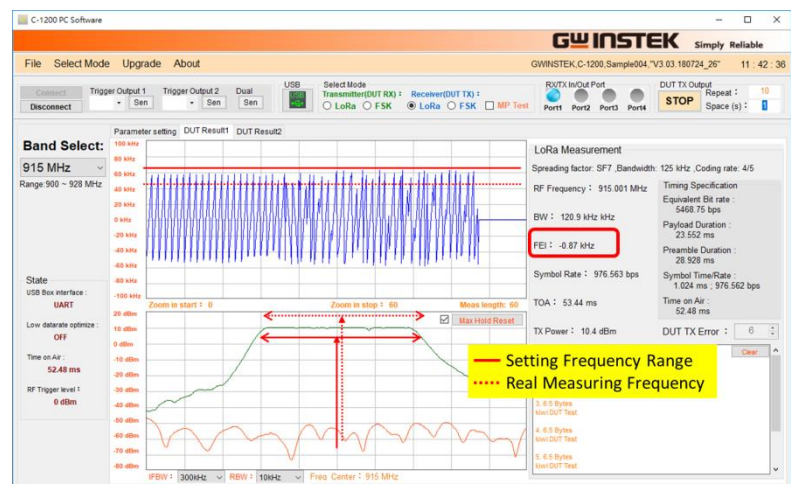 C-1200 PC Software
GWINSTEK Simply Reliable
File Select Mode Upgrade About
GWINSTEK,C-1200,Sample004,"V3.03.180724_26" 11 : 42 : 36
Connect
Disconnect
Trigger Output 1
Sen
Trigger Output 2
Sen
Dual
Sen
USB
Select Mode
Transmitter(DUT RX) : Receiver(DUT TX) :
LoRa FSK LoRa FSK MP Test
RX/TX In/Out Port
Port1 Port2 Port3 Port4
DUT TX Output
STOP
Repeat : 10
Space (s) : 1
Parameter setting DUT Result1 DUT Result2
Band Select:
915 MHz
Range:900 ~ 928 MHz
State
USB Box interface :
UART
Low datarate optimize :
OFF
Time on Air :
52.48 ms
RF Trigger level :
0 dBm
100 kHz
80 kHz
60 kHz
40 kHz
20 kHz
0 kHz
-20 kHz
-40 kHz
-60 kHz
-80 kHz
-100 kHz
Zoom in start : 0 Zoom in stop : 60 Meas length: 60
20 dBm
10 dBm
0 dBm
-10 dBm
-20 dBm
-30 dBm
-40 dBm
-50 dBm
-60 dBm
-70 dBm
-80 dBm
Max Hold Reset
IFBW : 300kHz RBW : 10kHz Freq Center : 915 MHz
LoRa Measurement
Spreading factor: SF7 ,Bandwidth: 125 kHz ,Coding rate: 4/5
RF Frequency : 915.001 MHz
BW : 120.9 kHz kHz
FEI : -0.87 kHz
Symbol Rate : 976.563 bps
TOA : 53.44 ms
TX Power : 10.4 dBm
Timing Specification
Equivalent Bit rate :
5468.75 bps
Payload Duration :
23.552 ms
Preamble Duration :
28.928 ms
Symbol Time/Rate :
1.024 ms ; 976.562 bps
Time on Air :
52.48 ms
DUT TX Error : 6
Clear
Setting Frequency Range
Real Measuring Frequency
3. 6.5 Bytes
kiwi DUT Test
4. 6.5 Bytes
kiwi DUT Test
5. 6.5 Bytes
kiwi DUT Test